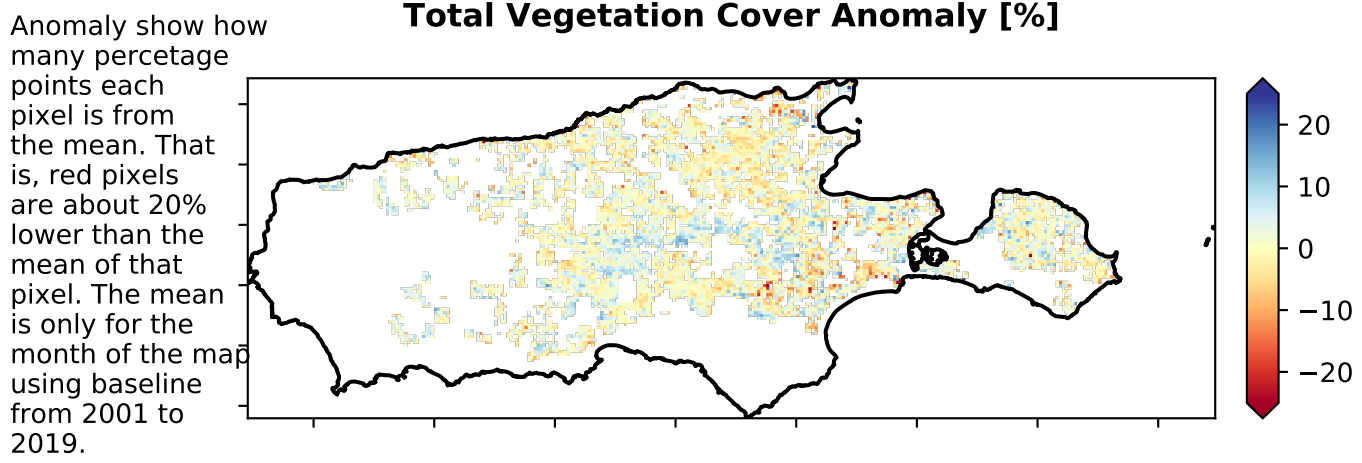 Total Vegetation Cover Anomaly [%]
Anomaly show how
many percetage
points each
pixel is from
the mean. That
is, red pixels
are about 20%
lower than the
mean of that
pixel. The mean
is only for the
month of the map
using baseline
from 2001 to
2019.
20
10
0
−10
−20